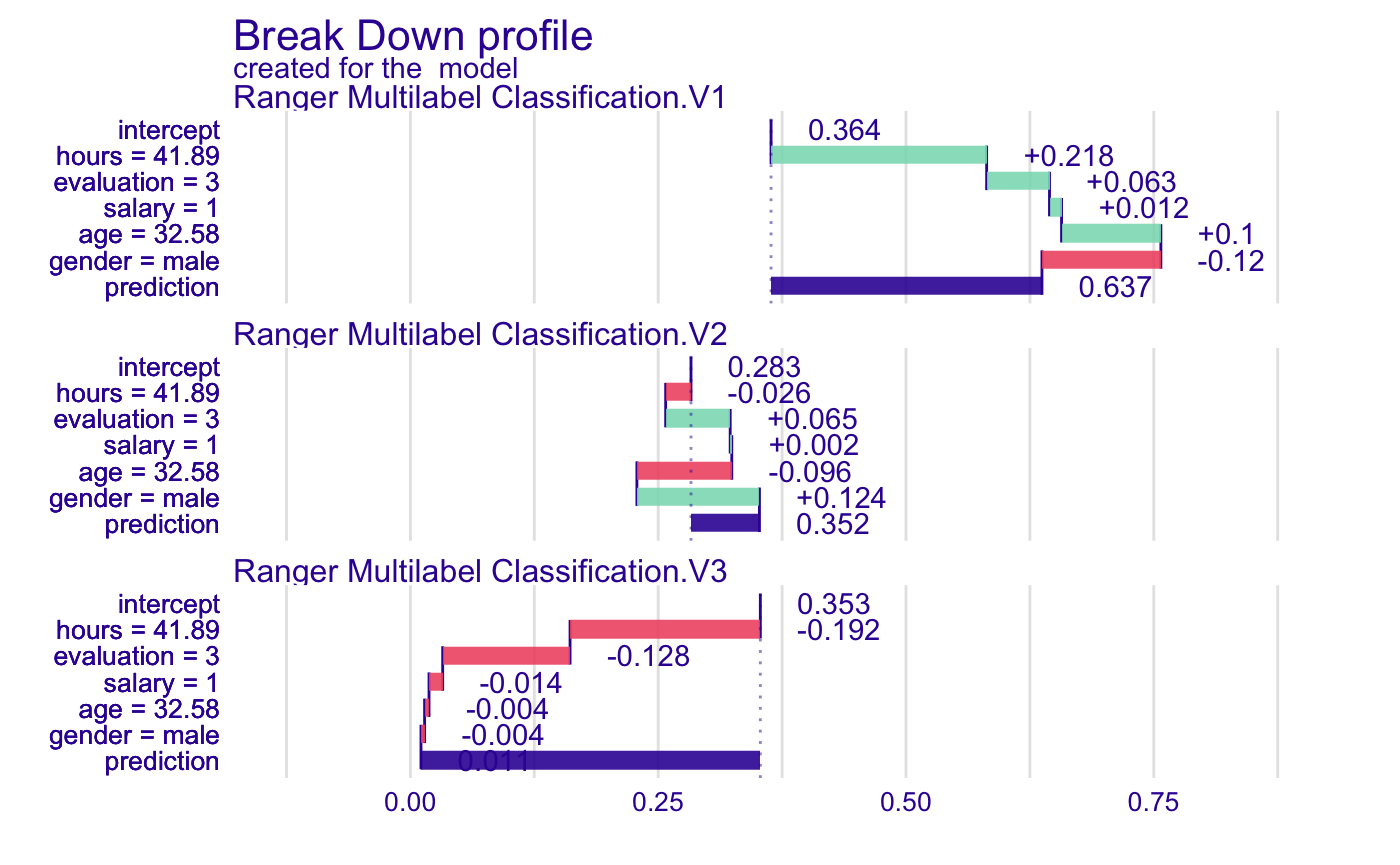 Break Down profile
created for the  model
Ranger Multilabel Classification.V1
intercept 0.364
hours = 41.89 +0.218
evaluation = 3 +0.063
salary = 1 +0.012
age = 32.58 +0.1
gender = male -0.12
prediction 0.637
Ranger Multilabel Classification.V2
intercept 0.283
hours = 41.89 -0.026
evaluation = 3 +0.065
salary = 1 +0.002
age = 32.58 -0.096
gender = male +0.124
prediction 0.352
Ranger Multilabel Classification.V3
intercept 0.353
hours = 41.89 -0.192
evaluation = 3 -0.128
salary = 1 -0.014
age = 32.58 -0.004
gender = male -0.004
prediction 0.011
0.00 0.25 0.50 0.75